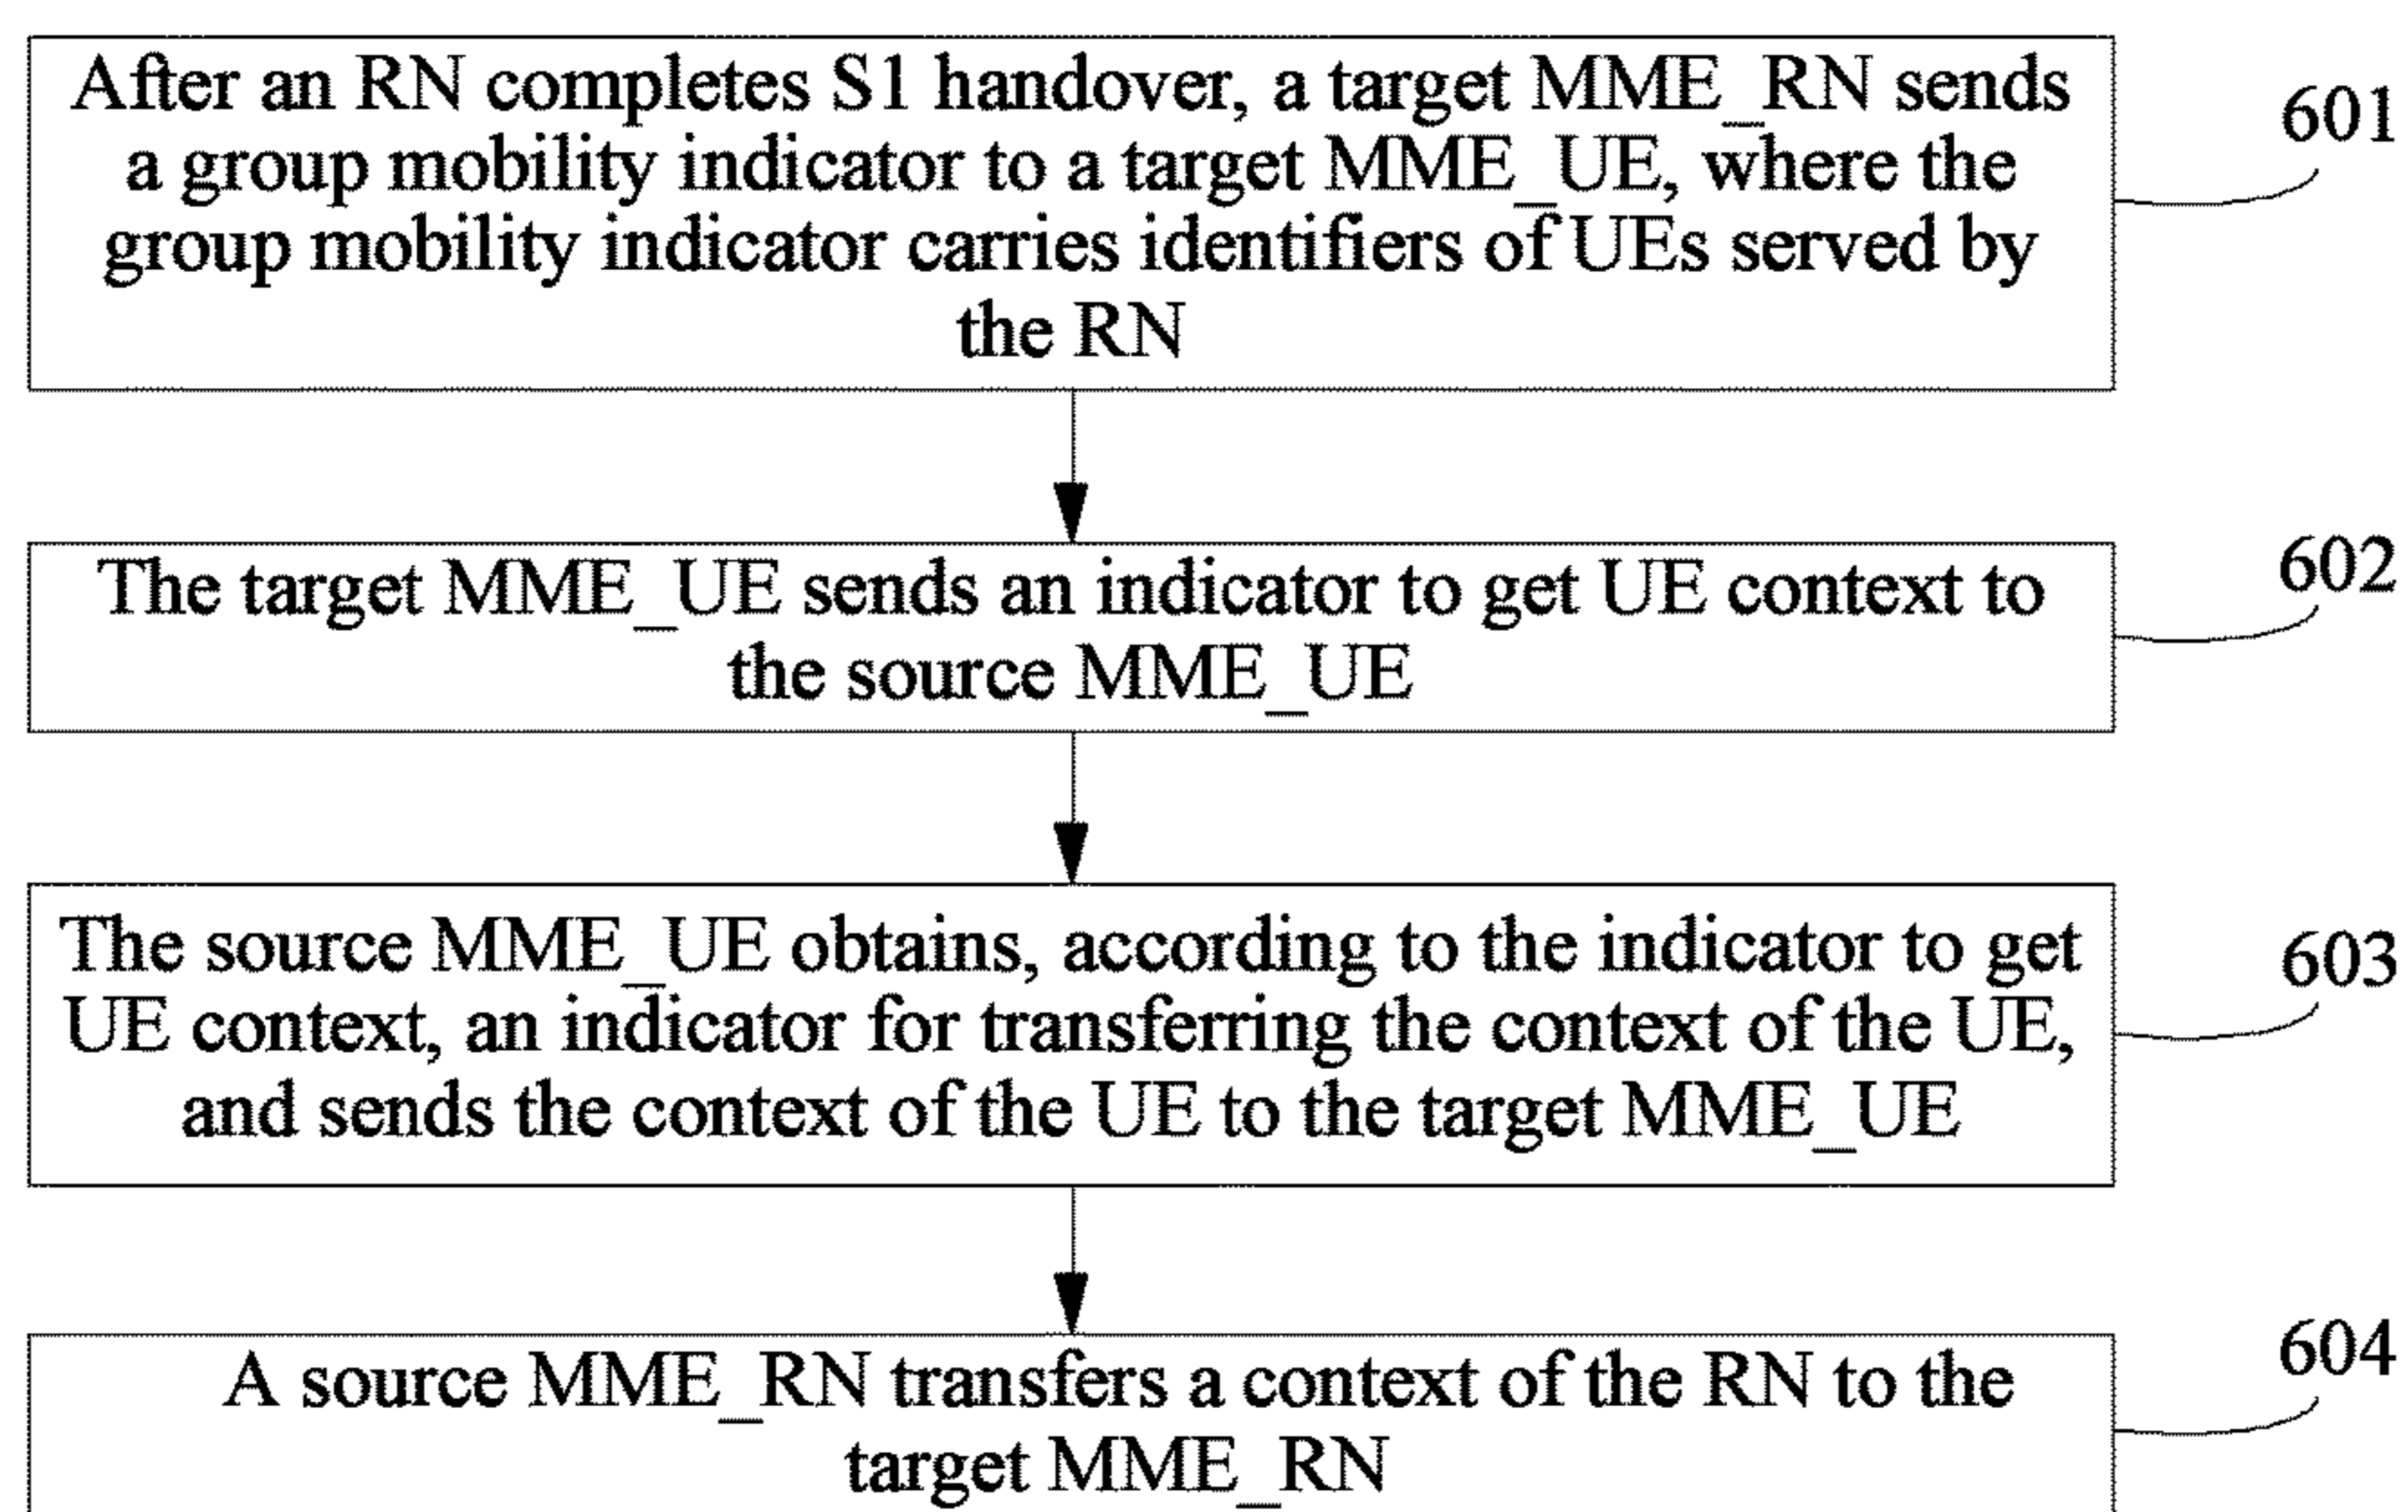 After an RN completes S1 handover, a target MME_RN sends
a group mobility indicator to a target MME_UE, where the
group mobility indicator carries identifiers of UEs served by
the RN
601
The target MME_UE sends an indicator to get UE context to
the source MME_UE
602
The source MME_UE obtains, according to the indicator to get
UE context, an indicator for transferring the context of the UE,
and sends the context of the UE to the target MME_UE
603
A source MME_RN transfers a context of the RN to the
target MME_RN
604